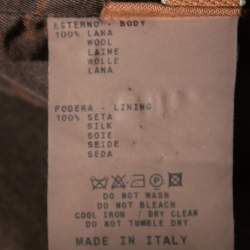 ESTERNO - BODY
100% LANA
WOOL
LAINE
WOLLE
LANA
FODERA - LINING
100% SETA
SILK
SOIE
SEIDE
SEDA
DO NOT WASH
DO NOT BLEACH
COOL IRON / DRY CLEAN
DO NOT TUMBLE DRY
MADE IN ITALY